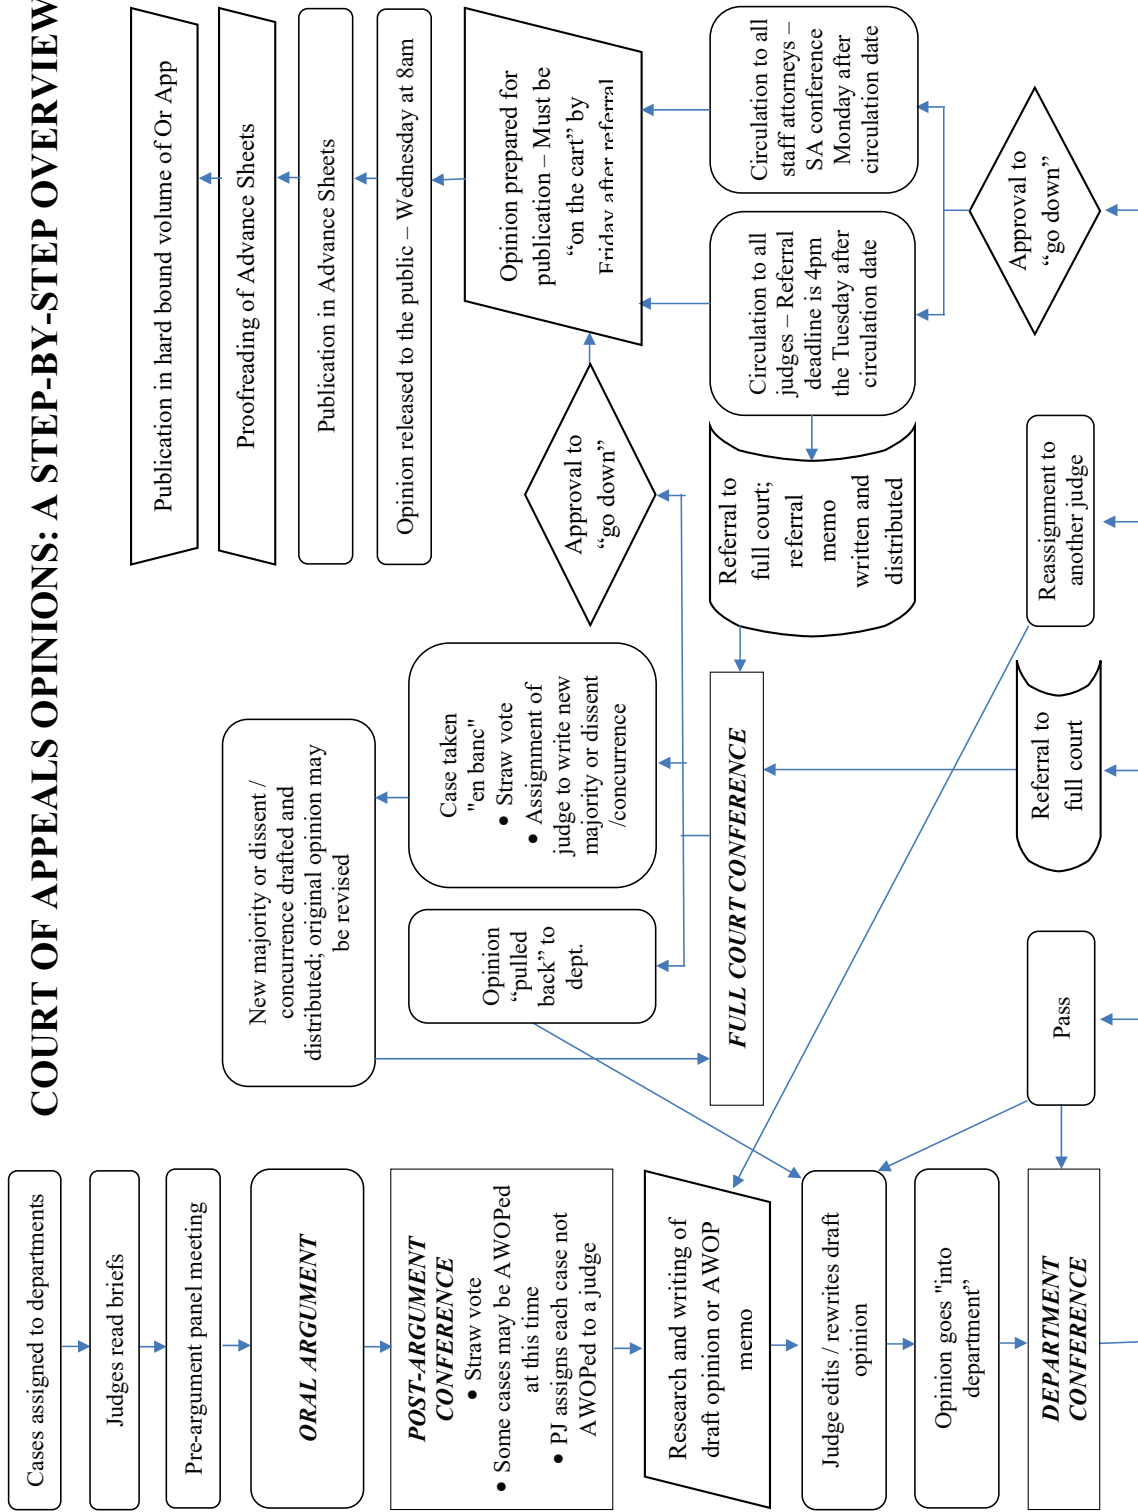 COURT OF APPEALS OPINIONS: A STEP-BY-STEP OVERVIEW
Cases assigned to departments
Judges read briefs
Pre-argument panel meeting
ORAL ARGUMENT
POST-ARGUMENT
CONFERENCE
• Straw vote
• Some cases may be AWOPed
at this time
• PJ assigns each case not
AWOPed to a judge
Research and writing of
draft opinion or AWOP
memo
Judge edits / rewrites draft
opinion
Opinion goes "into
department”
DEPARTMENT
CONFERENCE
Pass
Referral to
full court
Reassignment to
another judge
Approval to
“go down”
New majority or dissent /
concurrence drafted and
distributed; original opinion may
be revised
Opinion
“pulled
back” to
dept.
Case taken
"en banc"
• Straw vote
• Assignment of
judge to write new
majority or dissent
/concurrence
FULL COURT CONFERENCE
Approval to
“go down”
Referral to
full court;
referral
memo
written and
distributed
Circulation to all
judges – Referral
deadline is 4pm
the Tuesday after
circulation date
Circulation to all
staff attorneys –
SA conference
Monday after
circulation date
Opinion prepared for
publication – Must be
“on the cart” by
Friday after referral
Opinion released to the public – Wednesday at 8am
Publication in Advance Sheets
Proofreading of Advance Sheets
Publication in hard bound volume of Or App